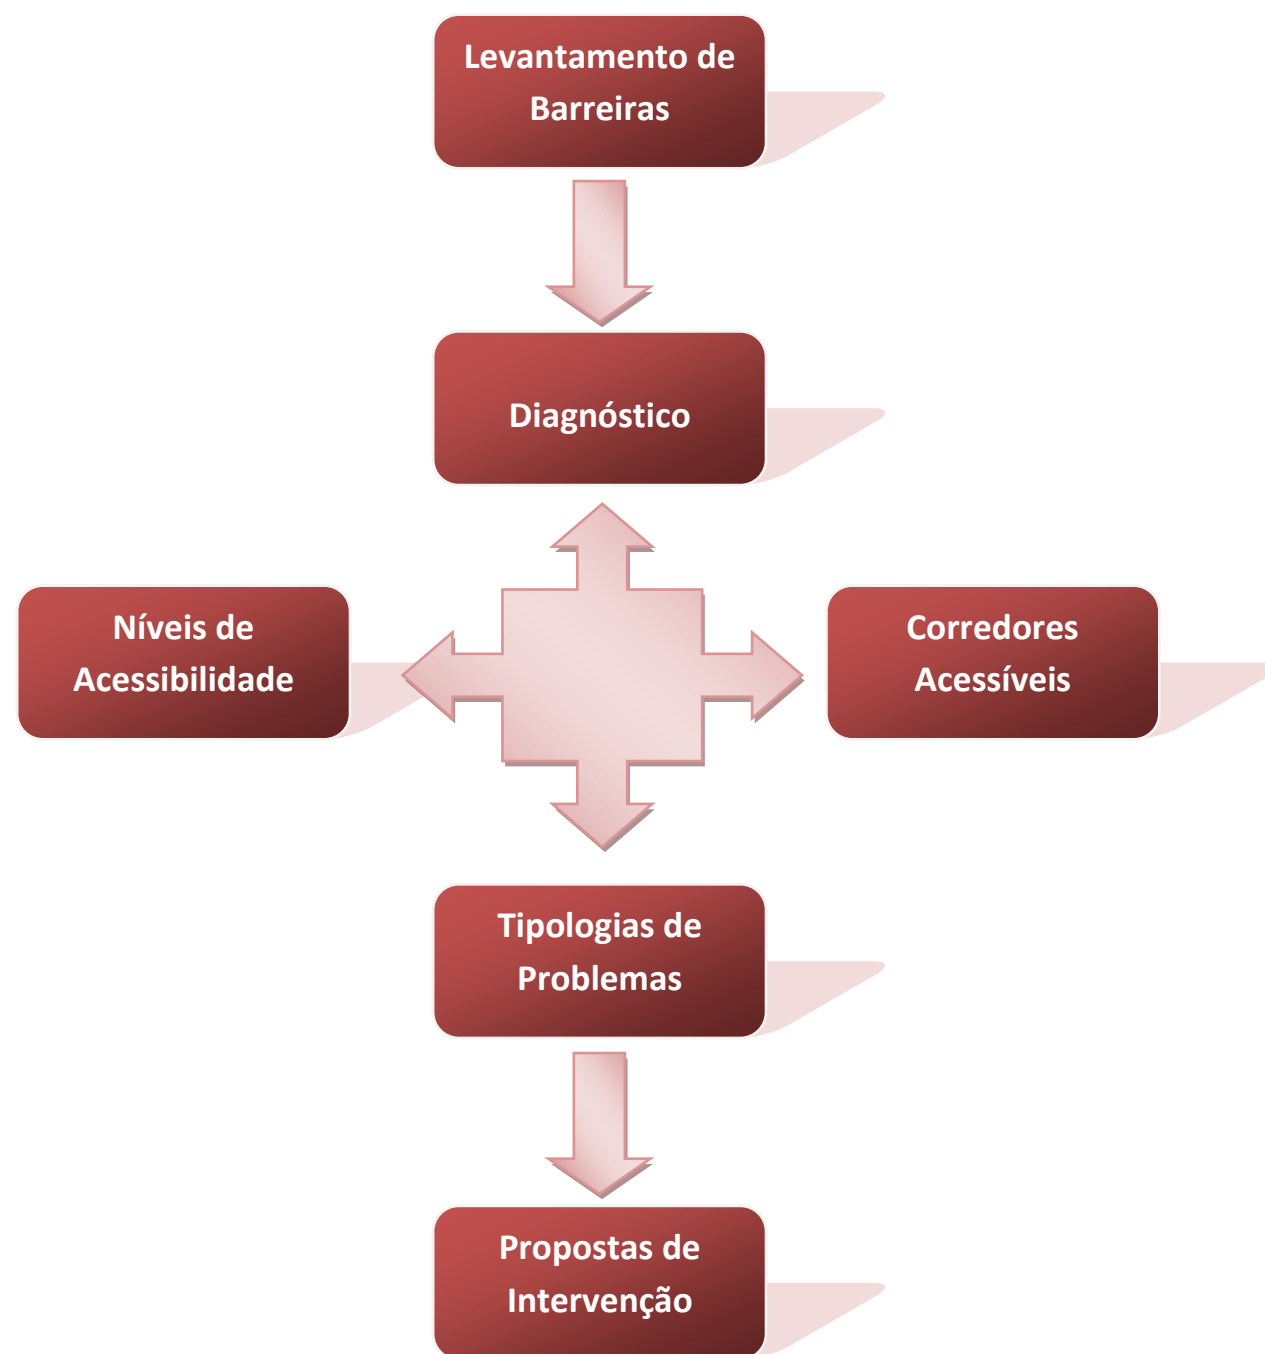 Levantamento de
Barreiras
Diagnóstico
Níveis de
Acessibilidade
Corredores
Acessíveis
Tipologias de
Problemas
Propostas de
Intervenção